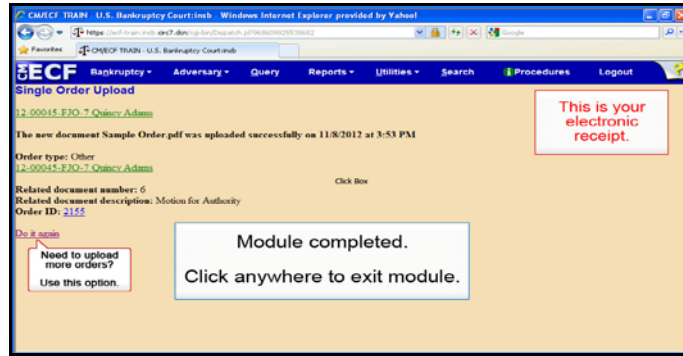 CM/ECF TRAIN - U.S. Bankruptcy Court:insb - Windows Internet Explorer provided by Yahoo!
Google
Favorites
CM/ECF TRAIN - U.S. Bankruptcy Court:insb
ECF Bankruptcy Adversary Query Reports Utilities Search Procedures Logout ?
Single Order Upload
12-00045-FJO-7 Quincy Adams
This is your
electronic
receipt.
The new document Sample Order.pdf was uploaded successfully on 11/8/2012 at 3:53 PM
Order type: Other
12-00045-FJO-7 Quincy Adams
Click Box
Related document number: 6
Related document description: Motion for Authority
Order ID: 2155
Do it again
Need to upload
more orders?
Use this option.
Module completed.
Click anywhere to exit module.